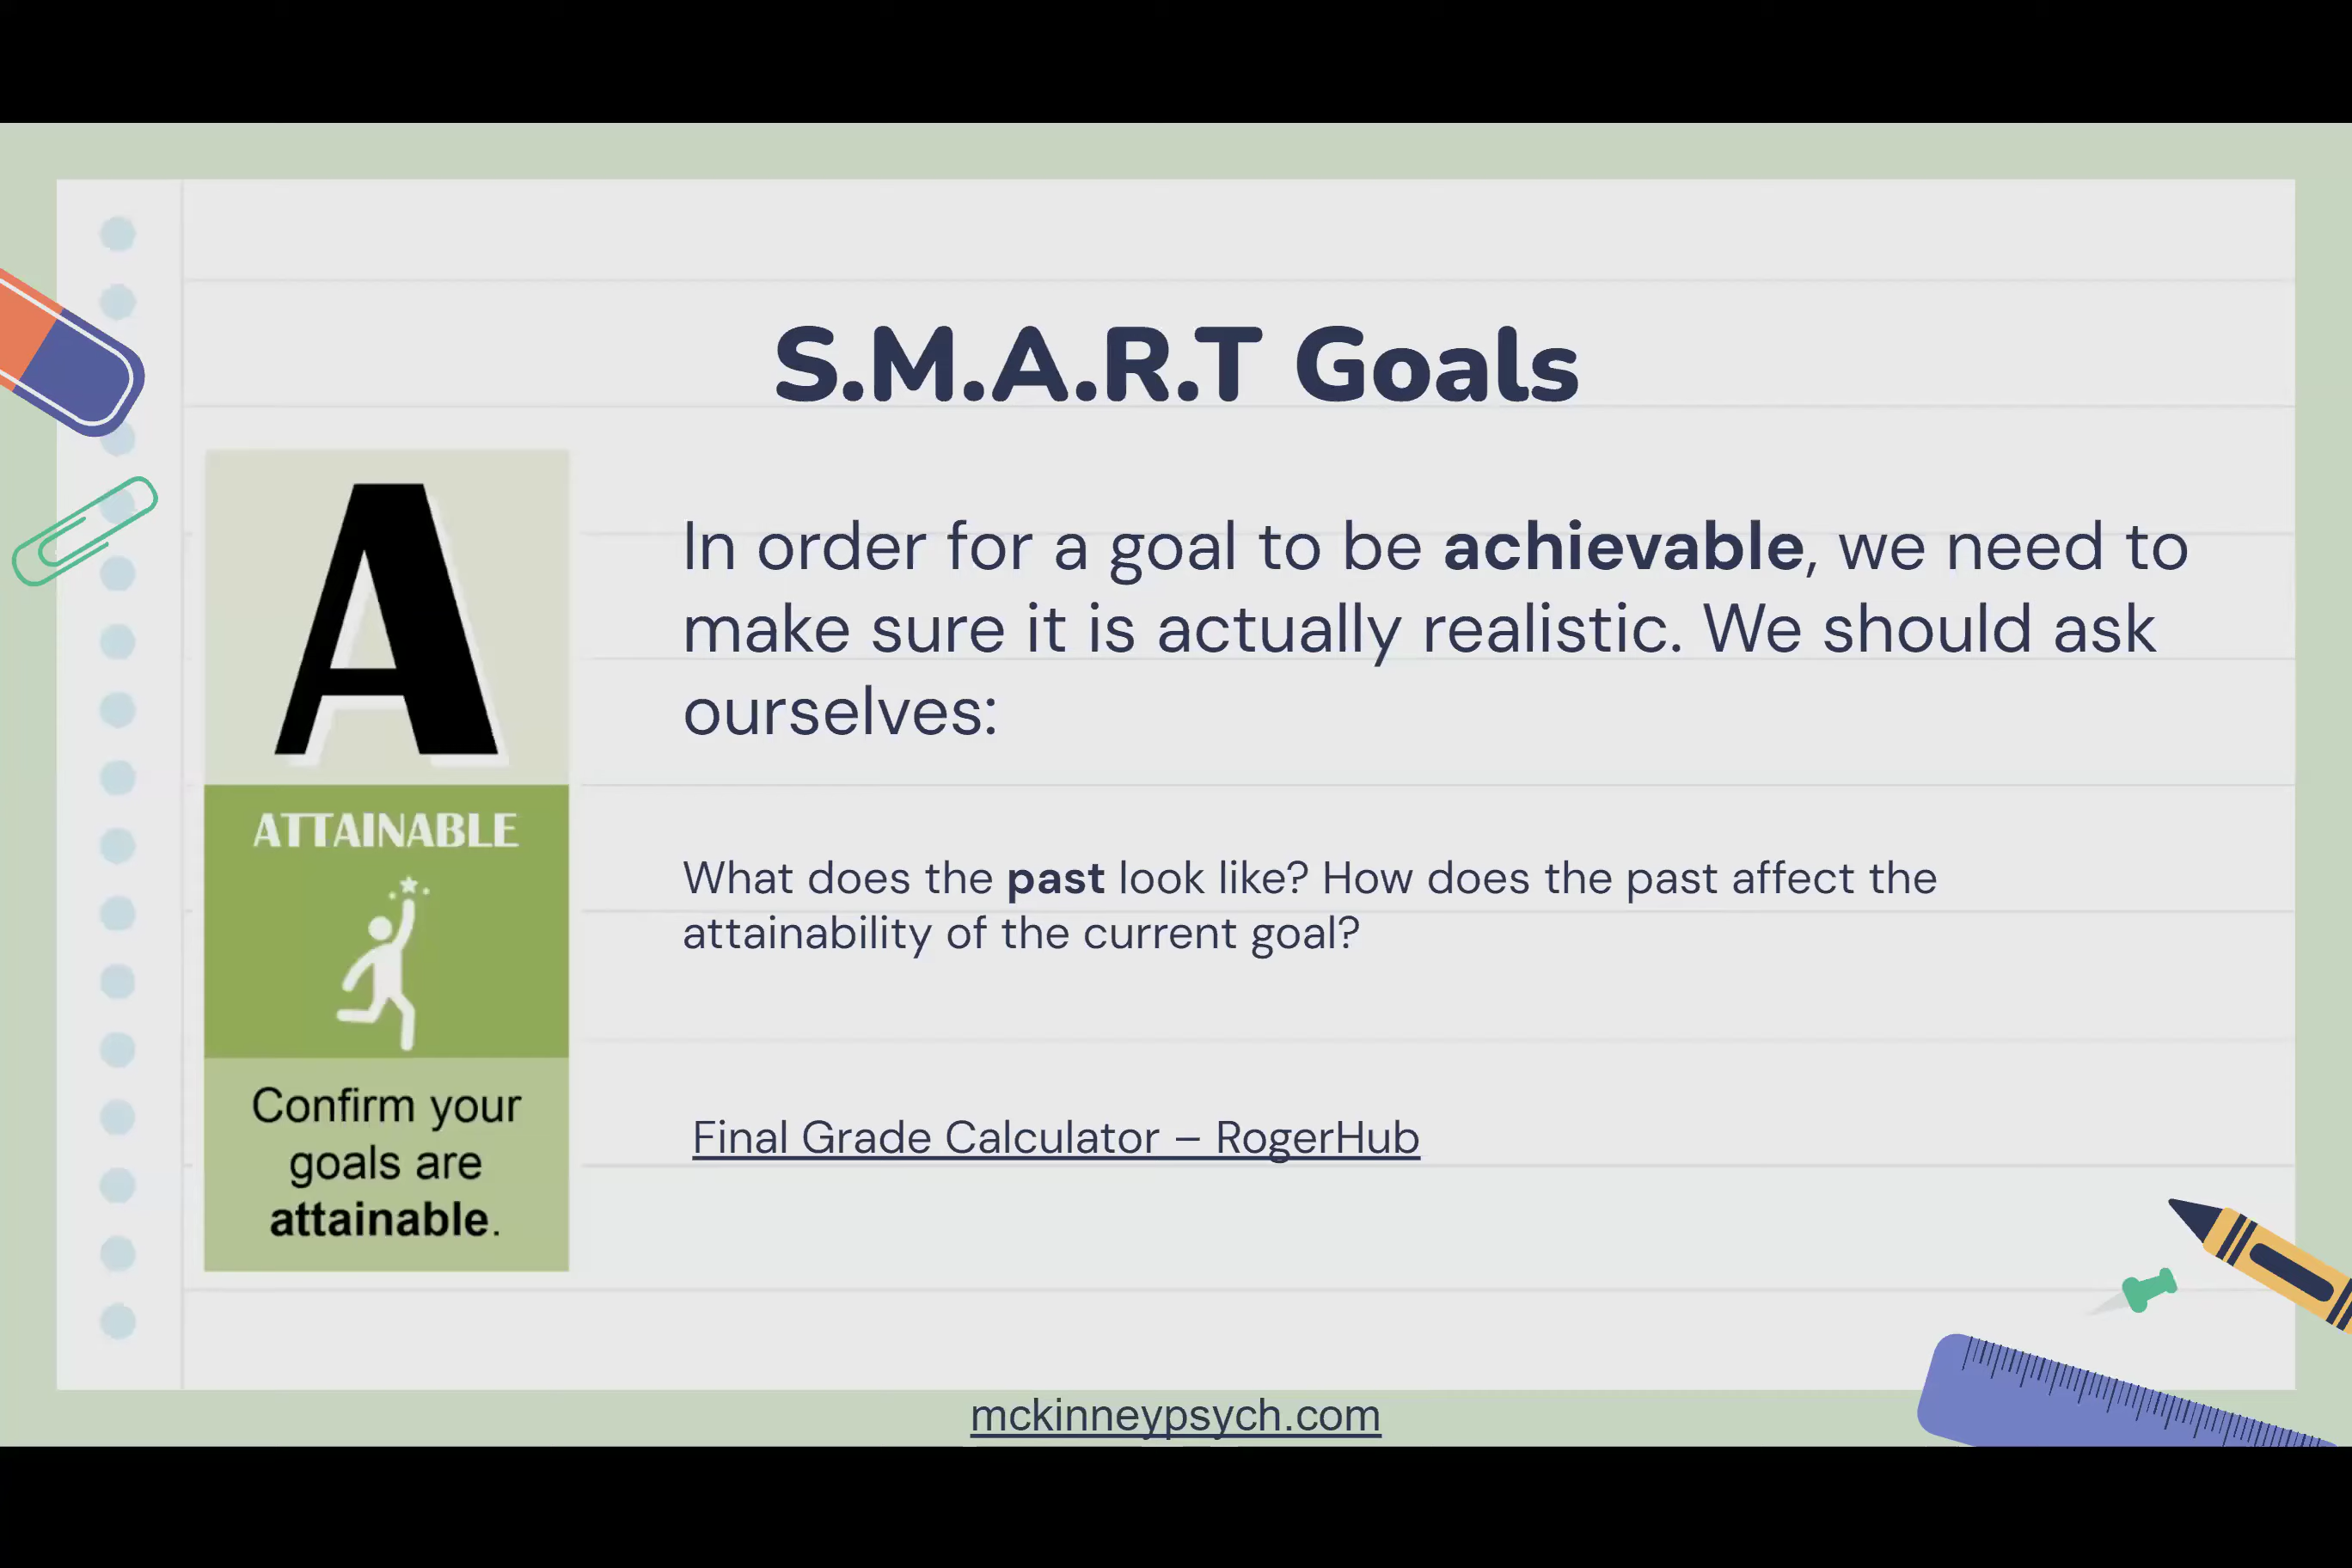 S.M.A.R.T Goals
A
ATTAINABLE
Confirm your
goals are
attainable.
In order for a goal to be achievable, we need to
make sure it is actually realistic. We should ask
ourselves:
What does the past look like? How does the past affect the
attainability of the current goal?
Final Grade Calculator – RogerHub
mckinneypsych.com